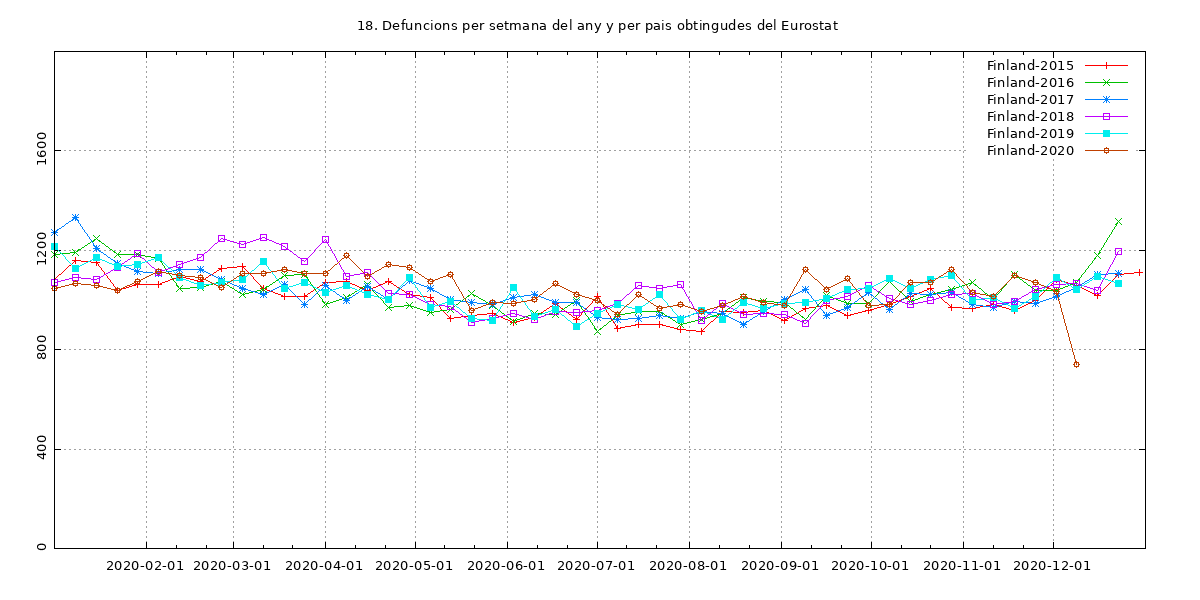 18. Defuncions per setmana del any y per pais obtingudes del Eurostat
Finland-2015
Finland-2016
Finland-2017
Finland-2018
Finland-2019
Finland-2020
1600
1200
800
400
0
2020-02-01 2020-03-01 2020-04-01 2020-05-01 2020-06-01 2020-07-01 2020-08-01 2020-09-01 2020-10-01 2020-11-01 2020-12-01